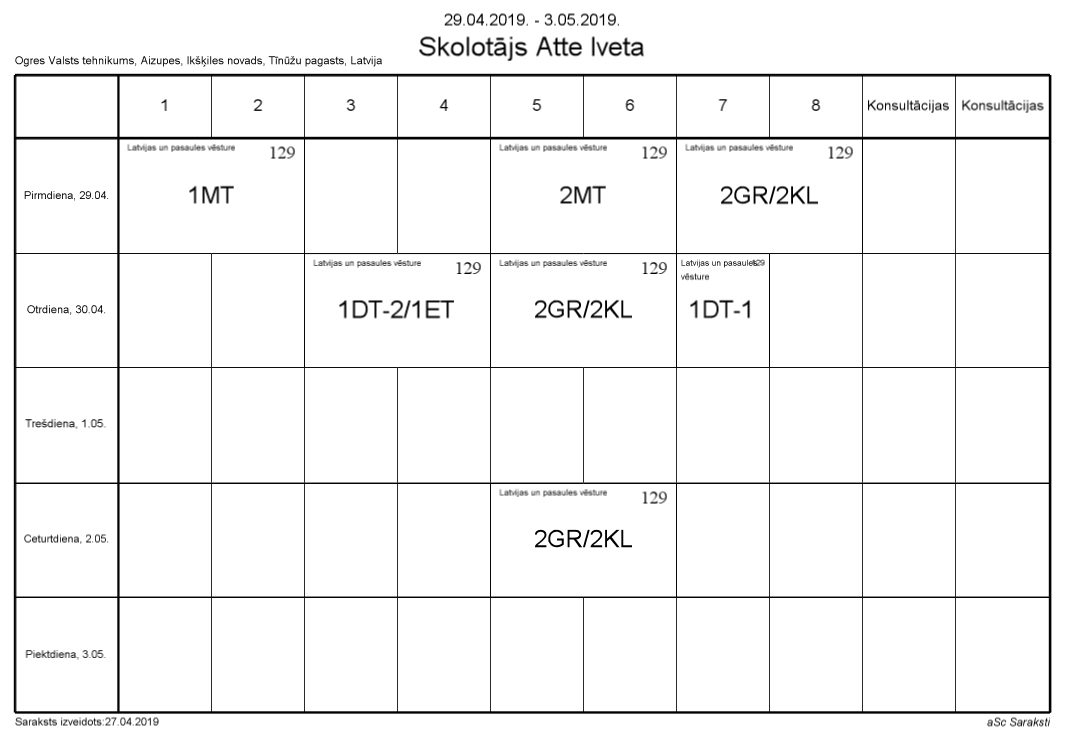 29.04.2019. - 3.05.2019.
Skolotājs Atte Iveta
Ogres Valsts tehnikums, Aizupes, Ikšķiles novads, Tīnūžu pagasts, Latvija
1 2 3 4 5 6 7 8 Konsultācijas Konsultācijas
Latvijas un pasaules vēsture 129 Latvijas un pasaules vēsture 129 Latvijas un pasaules vēsture 129
Pirmdiena, 29.04. 1MT 2MT 2GR/2KL
Latvijas un pasaules vēsture 129 Latvijas un pasaules vēsture 129 Latvijas un pasaules 129
vēsture
Otrdiena, 30.04. 1DT-2/1ET 2GR/2KL 1DT-1
Trešdiena, 1.05.
Latvijas un pasaules vēsture 129
Ceturtdiena, 2.05. 2GR/2KL
Piektdiena, 3.05.
Saraksts izveidots:27.04.2019 aSc Saraksti